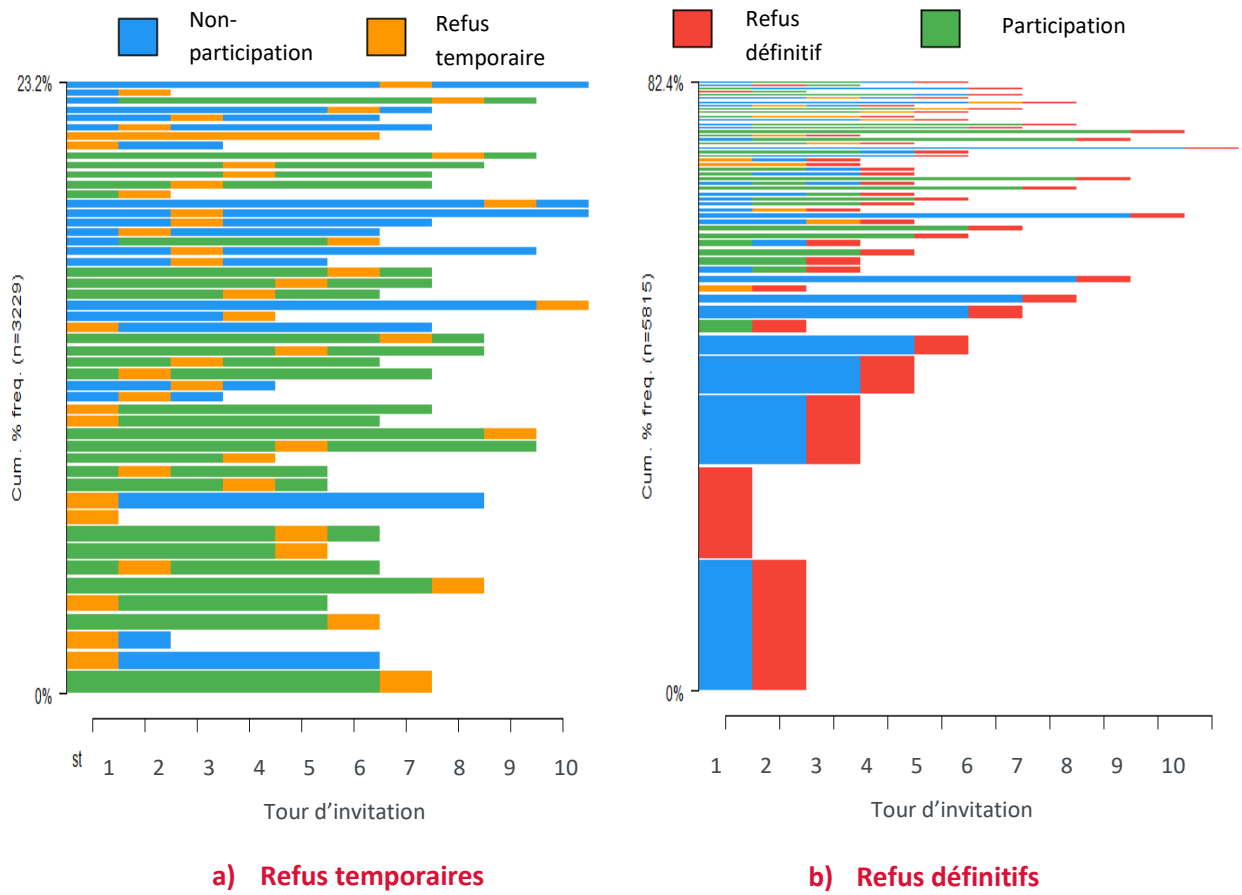 Non-
participation
Refus
temporaire
Refus
définitif
Participation
23.2%
Cum. % freq. (n=3229)
0%
st 1 2 3 4 5 6 7 8 9 10
Tour d’invitation
a) Refus temporaires
82.4%
Cum. % freq. (n=5815)
0%
1 2 3 4 5 6 7 8 9 10
Tour d’invitation
b) Refus définitifs